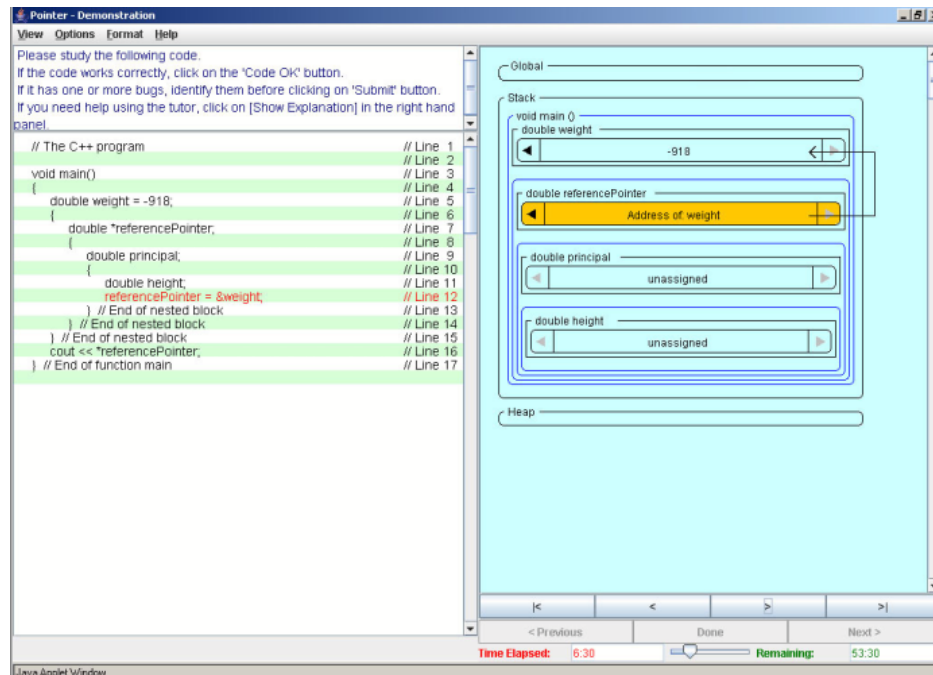 Pointer - Demonstration
View Options Format Help
Please study the following code.
If the code works correctly, click on the 'Code OK' button.
If it has one or more bugs, identify them before clicking on 'Submit' button.
If you need help using the tutor, click on [Show Explanation] in the right hand
panel.
// The C++ program // Line 1
// Line 2
void main() // Line 3
{ // Line 4
double weight = -918; // Line 5
{ // Line 6
double *referencePointer; // Line 7
{ // Line 8
double principal; // Line 9
{ // Line 10
double height; // Line 11
referencePointer = &weight; // Line 12
} // End of nested block // Line 13
} // End of nested block // Line 14
} // End of nested block // Line 15
cout << *referencePointer; // Line 16
} // End of function main // Line 17
Global
Stack
void main ()
double weight
-918
double referencePointer
Address of: weight
double principal
unassigned
double height
unassigned
Heap
|< < > >|
< Previous Done Next >
Time Elapsed: 6:30 Remaining: 53:30
Java Applet Window